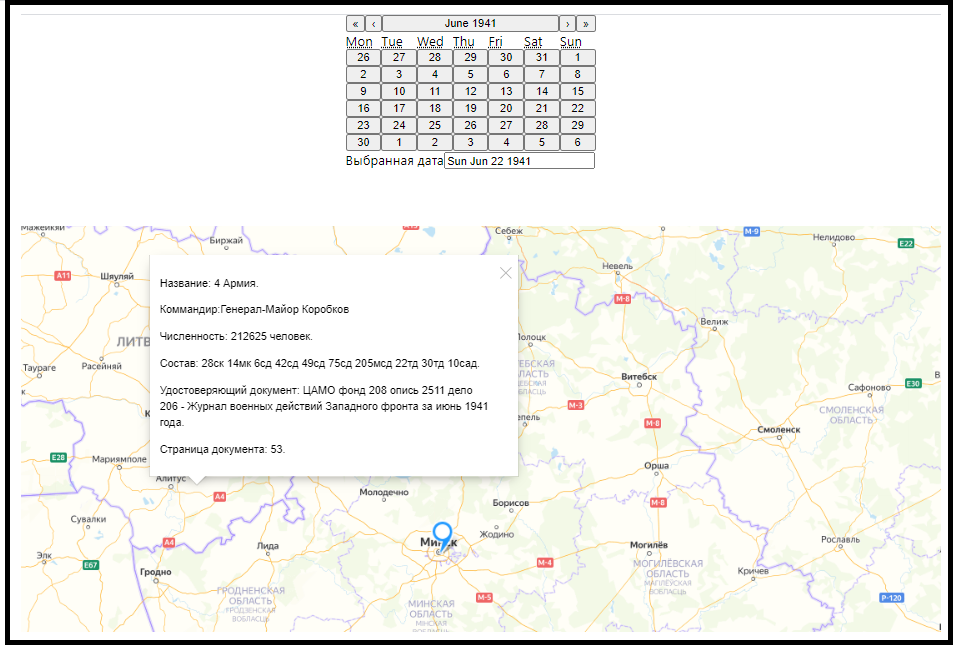 « ‹ June 1941 › »
Mon Tue Wed Thu Fri Sat Sun
26 27 28 29 30 31 1
2 3 4 5 6 7 8
9 10 11 12 13 14 15
16 17 18 19 20 21 22
23 24 25 26 27 28 29
30 1 2 3 4 5 6
Выбранная дата Sun Jun 22 1941
Мажейкяй
Биржай
Себеж
М-9
Нелидово
E22
A11
Шяуляй
Невель
М-8
Велиж
Название: 4 Армия.
Коммандир:Генерал-Майор Коробков
Численность: 212625 человек.
Состав: 28ск 14мк 6сд 42сд 49сд 75сд 205мсд 22тд 30тд 10сад.
Удостоверяющий документ: ЦАМО фонд 208 опись 2511 дело
206 - Журнал военных действий Западного фронта за июнь 1941
года.
Страница документа: 53.
ЛИТВ
Полоцк
Таураге
Расейняй
ЕБСКАЯ
ЛАСТЬ
Витебск
Сафоново
E30
М-3
СМОЛЕНСКАЯ
ОБЛАСТЬ
епель
М-8
Смоленск
E28
Мариямполе
Орша
Алитус
A4
Молодечно
Борисов
М-8
Сувалки
Жодино
A4
Лида
Минск
Могилёв
Рославль
Элк
E67
Гродно
М-4
МОГИЛЁВСКАЯ
ОБЛАСТЬ
МАГІЛЁЎСКАЯ
ВОБЛАСЦЬ
Кричев
ГРОДНЕНСКАЯ
ОБЛАСТЬ
ГРОДЗЕНСКАЯ
ВОБЛАСЦЬ
М-5
Р-120
МИНСКАЯ
ОБЛАСТЬ
МІНСКАЯ
ВОБЛАСЦЬ